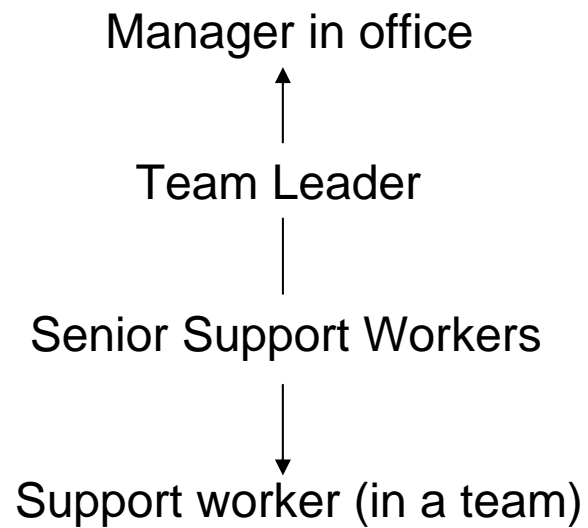 Manager in office
Team Leader
Senior Support Workers
Support worker (in a team)